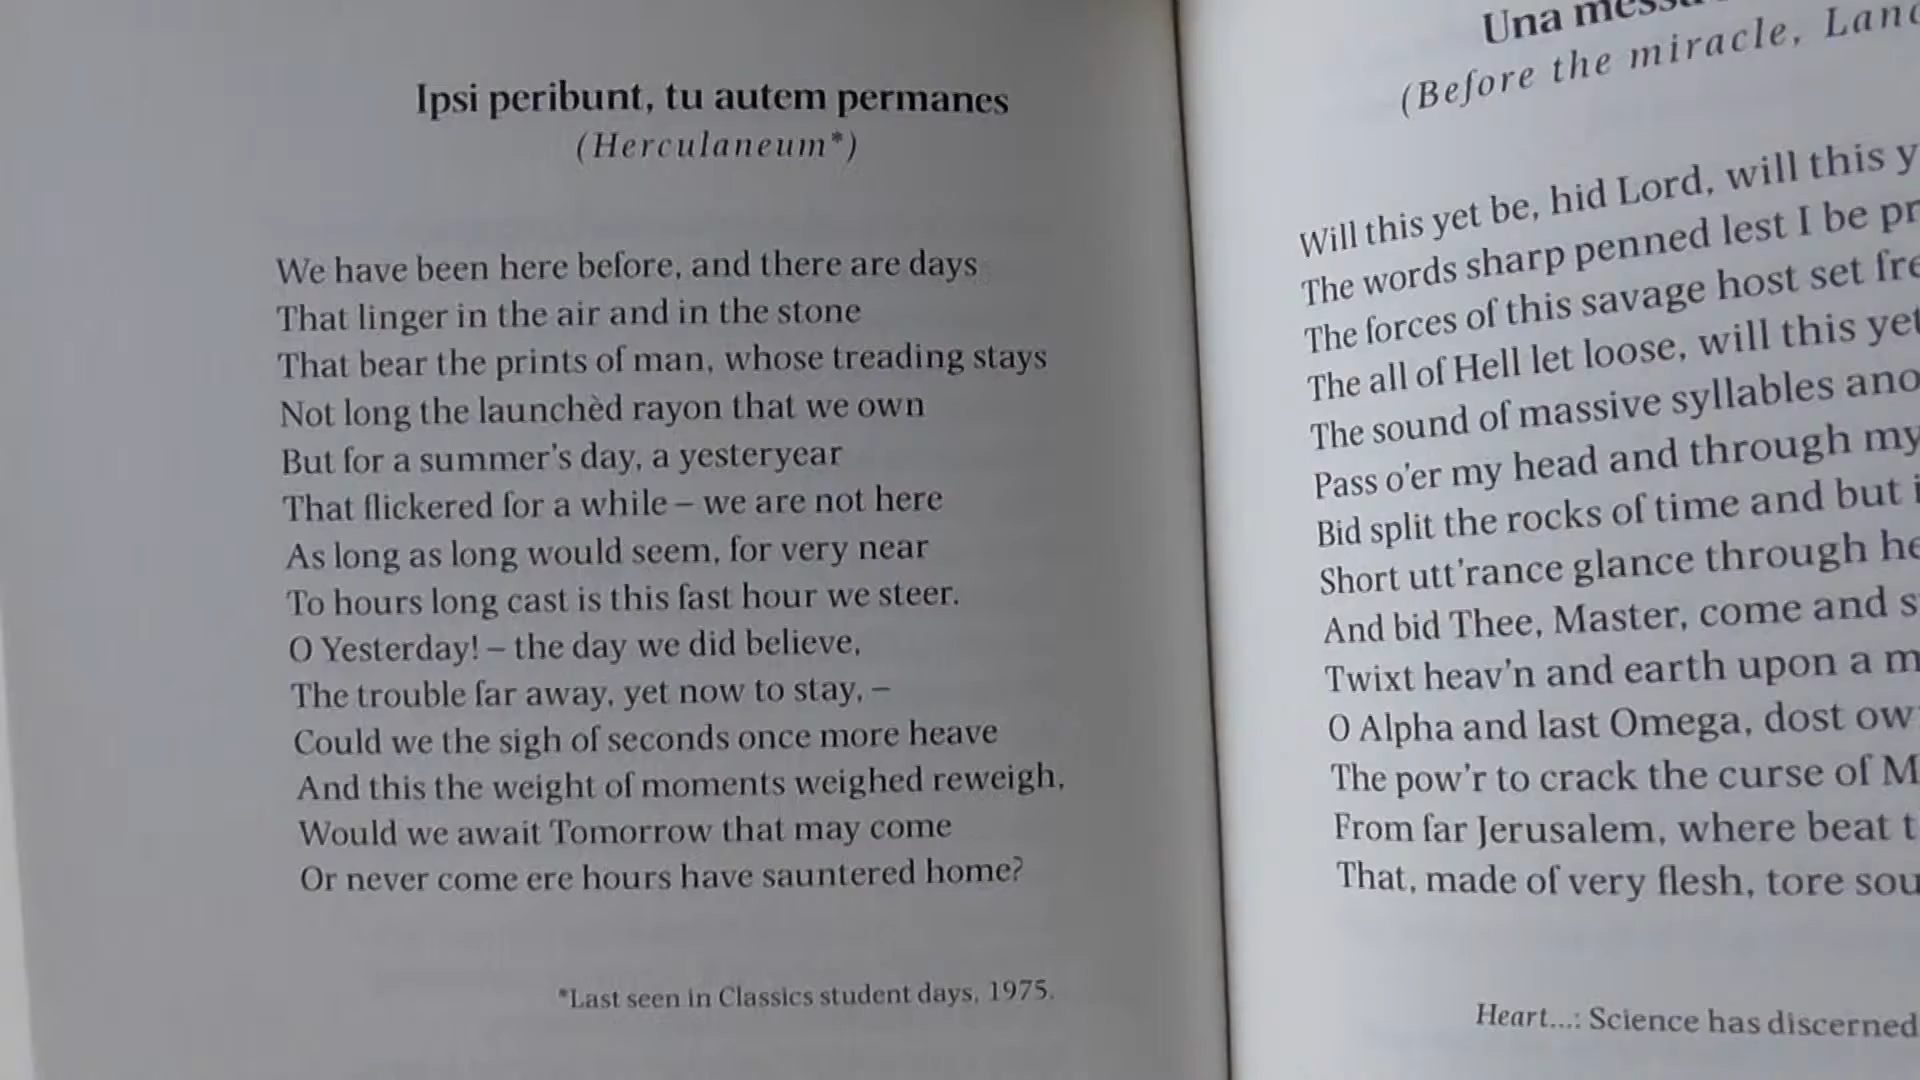 Ipsi peribunt, tu autem permanes
(Herculaneum*)
We have been here before, and there are days
That linger in the air and in the stone
That bear the prints of man, whose treading stays
Not long the launchèd rayon that we own
But for a summer's day, a yesteryear
That flickered for a while – we are not here
As long as long would seem, for very near
To hours long cast is this fast hour we steer.
O Yesterday! – the day we did believe,
The trouble far away, yet now to stay, –
Could we the sigh of seconds once more heave
And this the weight of moments weighed reweigh,
Would we await Tomorrow that may come
Or never come ere hours have sauntered home?
*Last seen in Classics student days, 1975.
Una
(Before the miracle,
Will this yet be, hid Lord, will this
The words sharp penned lest I be
The forces of this savage host set
The all of Hell let loose, will this yet
The sound of massive syllables
Pass o'er my head and through my
Bid split the rocks of time and but
Short utt'rance glance through
And bid Thee, Master, come and
Twixt heav'n and earth upon a
O Alpha and last Omega, dost
The pow'r to crack the curse of
From far Jerusalem, where beat
That, made of very flesh, tore
Heart...: Science has discerned